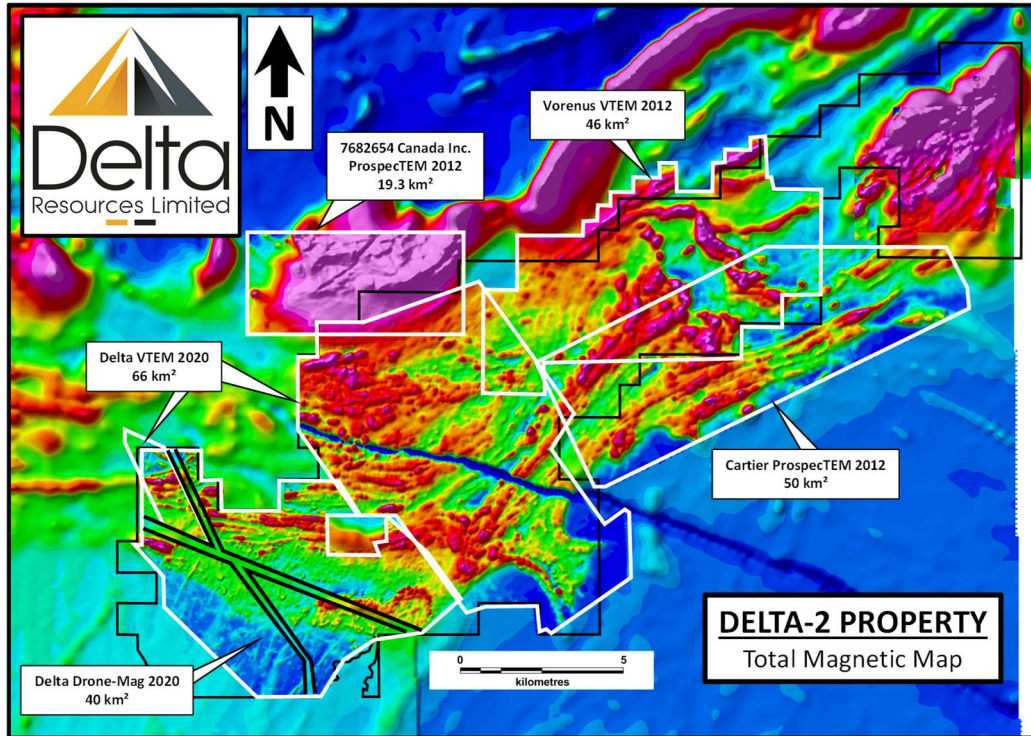 Delta
Resources Limited
N
Vorenus VTEM 2012
46 km²
7682654 Canada Inc.
ProspecTEM 2012
19.3 km²
Delta VTEM 2020
66 km²
Cartier ProspecTEM 2012
50 km²
DELTA-2 PROPERTY
Total Magnetic Map
Delta Drone-Mag 2020
40 km²
0 5
kilometres